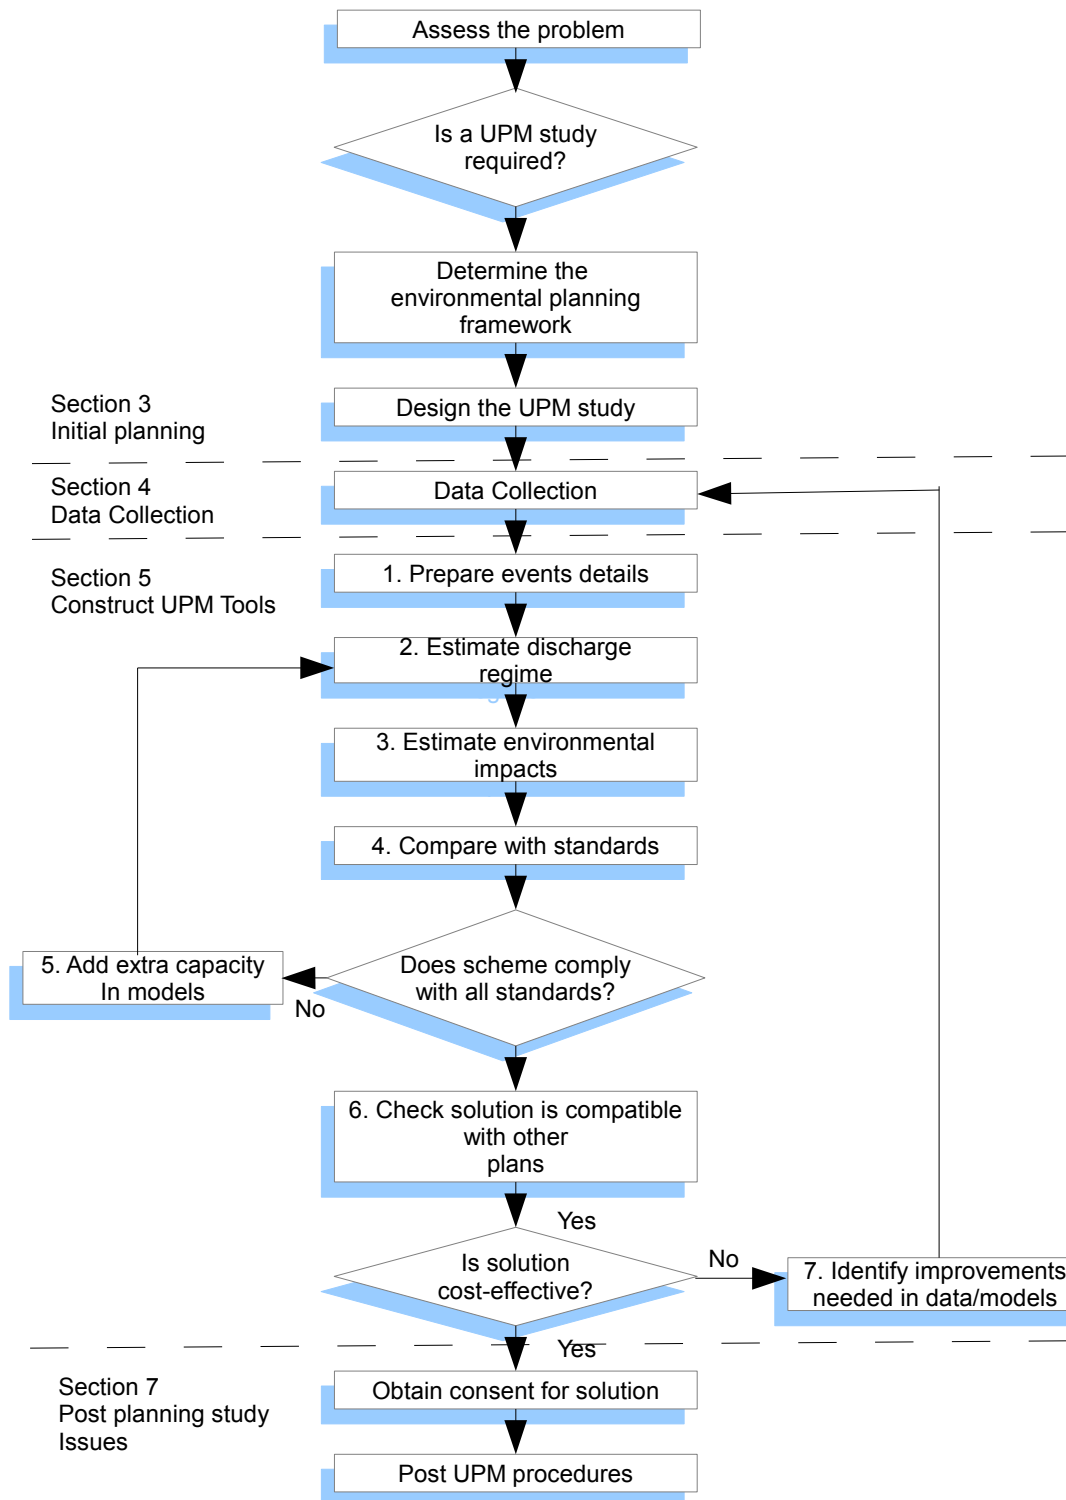 Assess the problem
Is a UPM study
required?
Determine the
environmental planning
framework
Section 3
Initial planning
Design the UPM study
Section 4
Data Collection
Data Collection
Section 5
Construct UPM Tools
1. Prepare events details
2. Estimate discharge
regime
3. Estimate environmental
impacts
4. Compare with standards
5. Add extra capacity
In models
No
Does scheme comply
with all standards?
6. Check solution is compatible
with other
plans
Yes
Is solution
cost-effective?
No
7. Identify improvements
needed in data/models
Yes
Section 7
Post planning study
Issues
Obtain consent for solution
Post UPM procedures